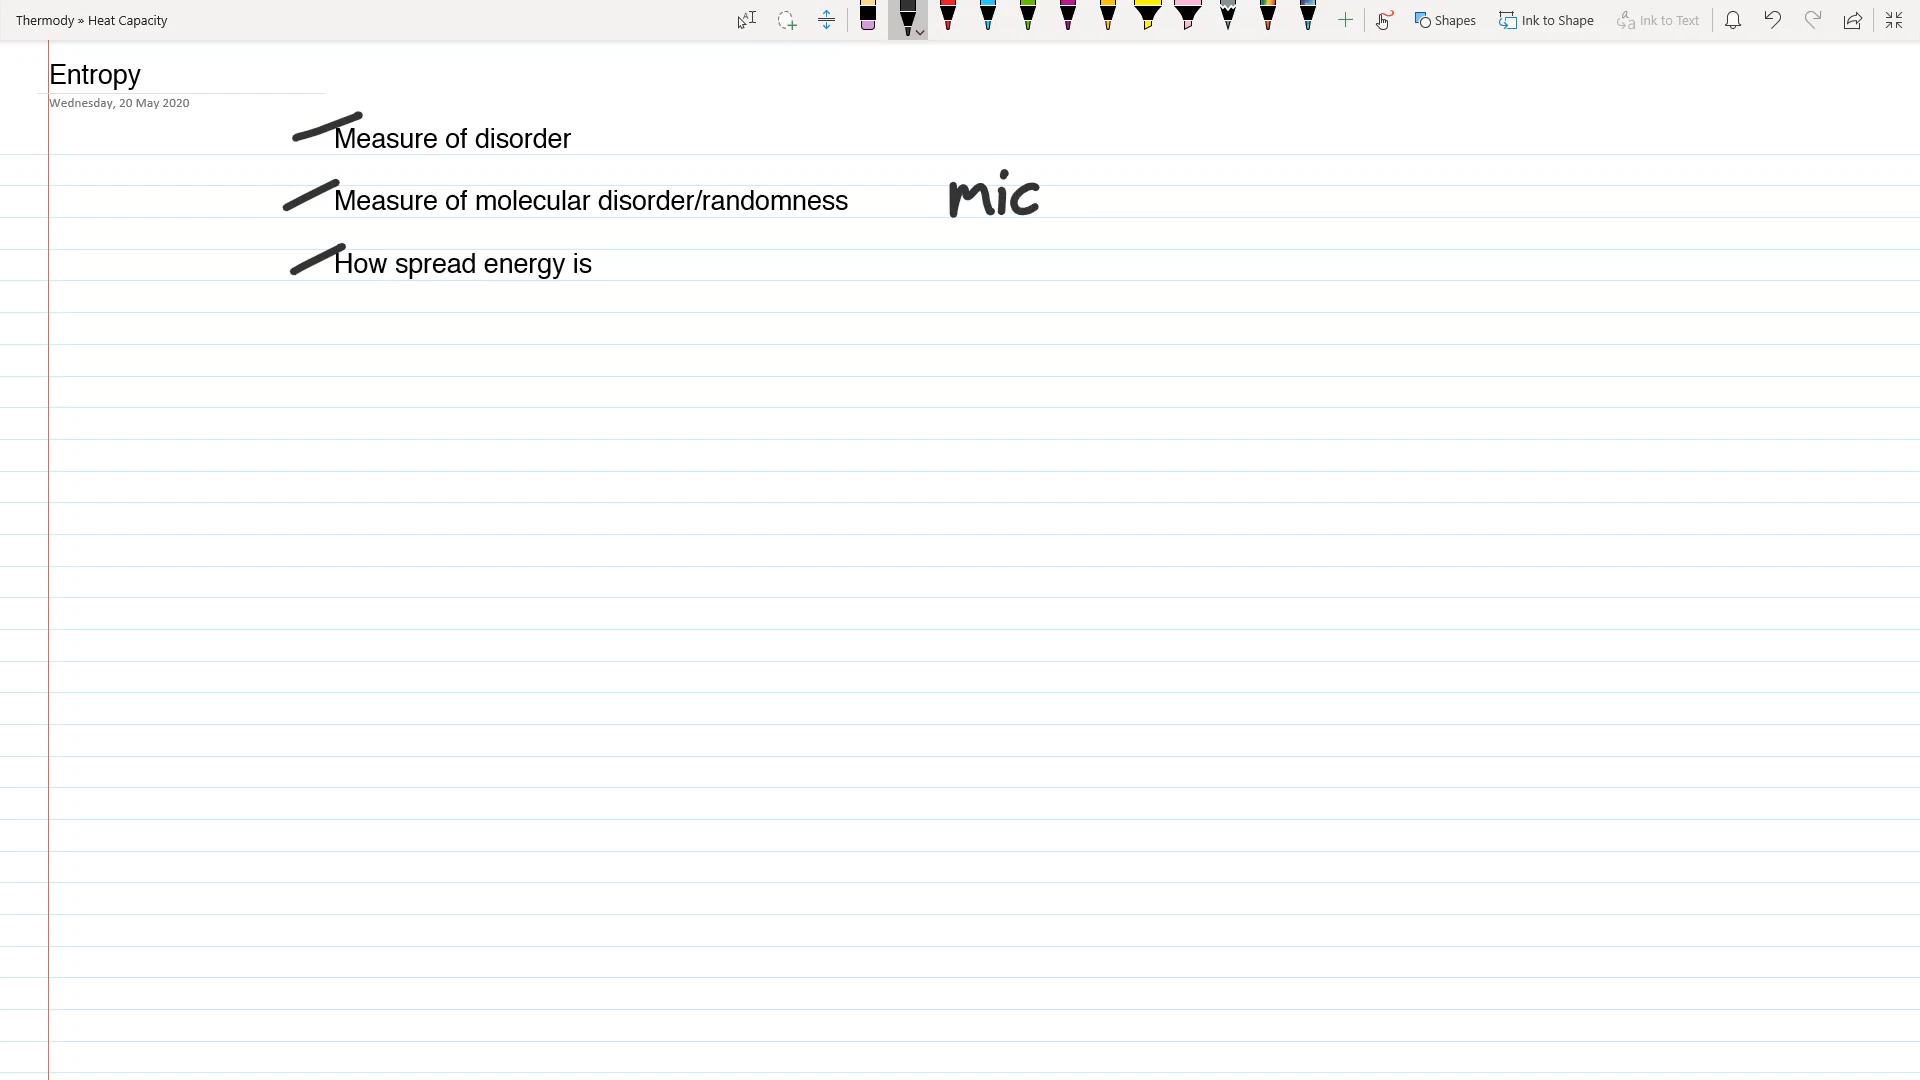 Thermody » Heat Capacity
Shapes
Ink to Shape
Ink to Text
Entropy
Wednesday, 20 May 2020
Measure of disorder
Measure of molecular disorder/randomness mic
How spread energy is